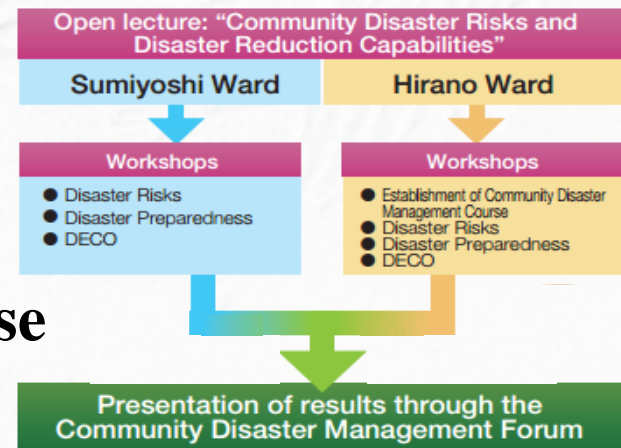 Open lecture: “Community Disaster Risks and
Disaster Reduction Capabilities”
Sumiyoshi Ward
Hirano Ward
Workshops
● Disaster Risks
● Disaster Preparedness
● DECO
Workshops
● Establishment of Community Disaster
Management Course
● Disaster Risks
● Disaster Preparedness
● DECO
se
Presentation of results through the
Community Disaster Management Forum